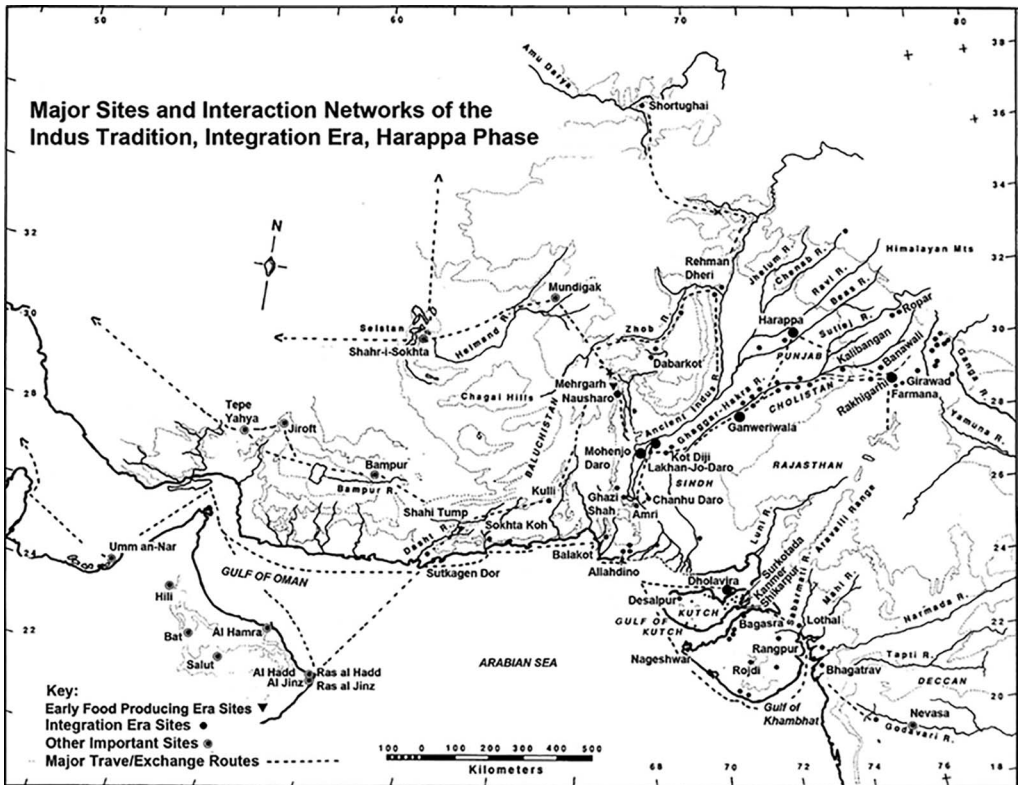 50
60
70
80
38
36
34
32
30
28
26
24
22
20
18
32
30
28
26
23
22
68
70
72
74
76
Major Sites and Interaction Networks of the
Indus Tradition, Integration Era, Harappa Phase
N
Amu Darya
Shortughai
Rehman
Dheri
Jhelum R.
Chenab R.
Ravi R.
Beas R.
Himalayan Mts
Mundigak
Seistan
Shahr-i-Sokhta
Helmand R.
Zhob R.
Dabarkot
Harappa
PUNJAB
Sutlej R.
Ropar
Kalibangan
Banawali
Chagai Hills
Mehrgarh
Nausharo
Ancient Indus R.
Ghaggar-Hakra R.
CHOLISTAN
Rakhigarhi
Girawad
Farmana
Ganga R.
Yamuna R.
Ganweriwala
Tepe
Yahya
Jiroft
Bampur
Bampur R.
BALUCHISTAN
Mohenjo
Daro
Kot Diji
Lakhan-Jo-Daro
SINDH
RAJASTHAN
Kulli
Ghazi
Shah
Chanhu Daro
Amri
Shahi Tump
Dasht R.
Sokhta Koh
Sutkagen Dor
Balakot
Allahdino
Luni R.
Aravalli Range
Umm an-Nar
GULF OF OMAN
Hili
Bat
Al Hamra
Salut
Al Hadd
Al Jinz
Ras al Hadd
Ras al Jinz
ARABIAN SEA
Dholavira
Surkotada
Kanmer
Shikarpur
Sabarmati R.
Mahi R.
Desalpur
KUTCH
GULF OF
KUTCH
Bagasra
Lothal
Rangpur
Nageshwar
Rojdi
Bhagatrav
Gulf of
Khambhat
Narmada R.
Tapti R.
DECCAN
Nevasa
Godavari R.
Key:
Early Food Producing Era Sites
Integration Era Sites
Other Important Sites
Major Trave/Exchange Routes
100 0 100 200 300 400 500
Kilometers